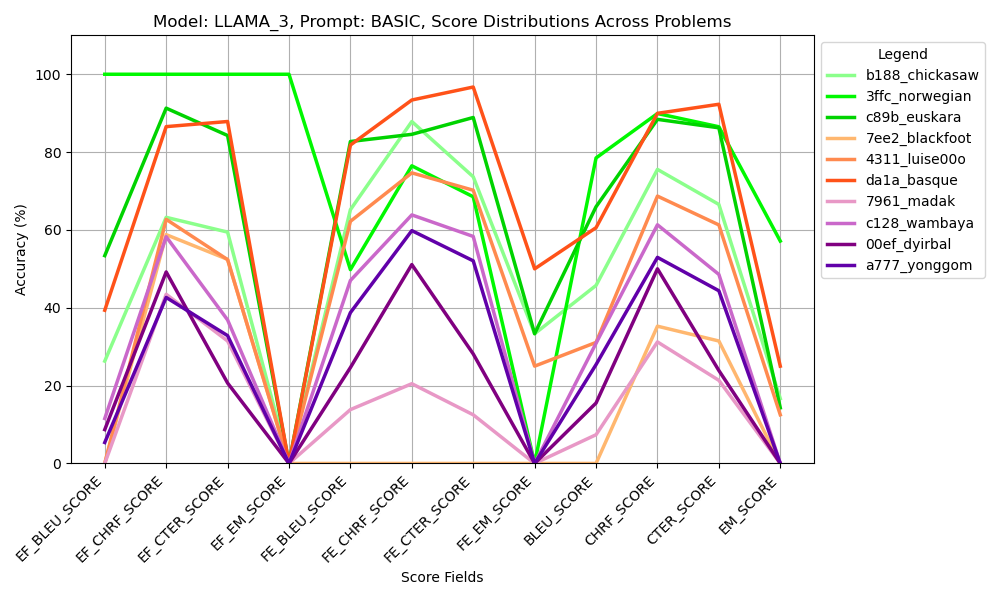 Model: LLAMA_3, Prompt: BASIC, Score Distributions Across Problems
Accuracy (%)
100
80
60
40
20
0
EF_BLEU_SCORE
EF_CHRF_SCORE
EF_CTER_SCORE
EF_EM_SCORE
FE_BLEU_SCORE
FE_CHRF_SCORE
FE_CTER_SCORE
FE_EM_SCORE
BLEU_SCORE
CHRF_SCORE
CTER_SCORE
EM_SCORE
Score Fields
Legend
b188_chickasaw
3ffc_norwegian
c89b_euskara
7ee2_blackfoot
4311_luise00o
da1a_basque
7961_madak
c128_wambaya
00ef_dyirbal
a777_yonggom